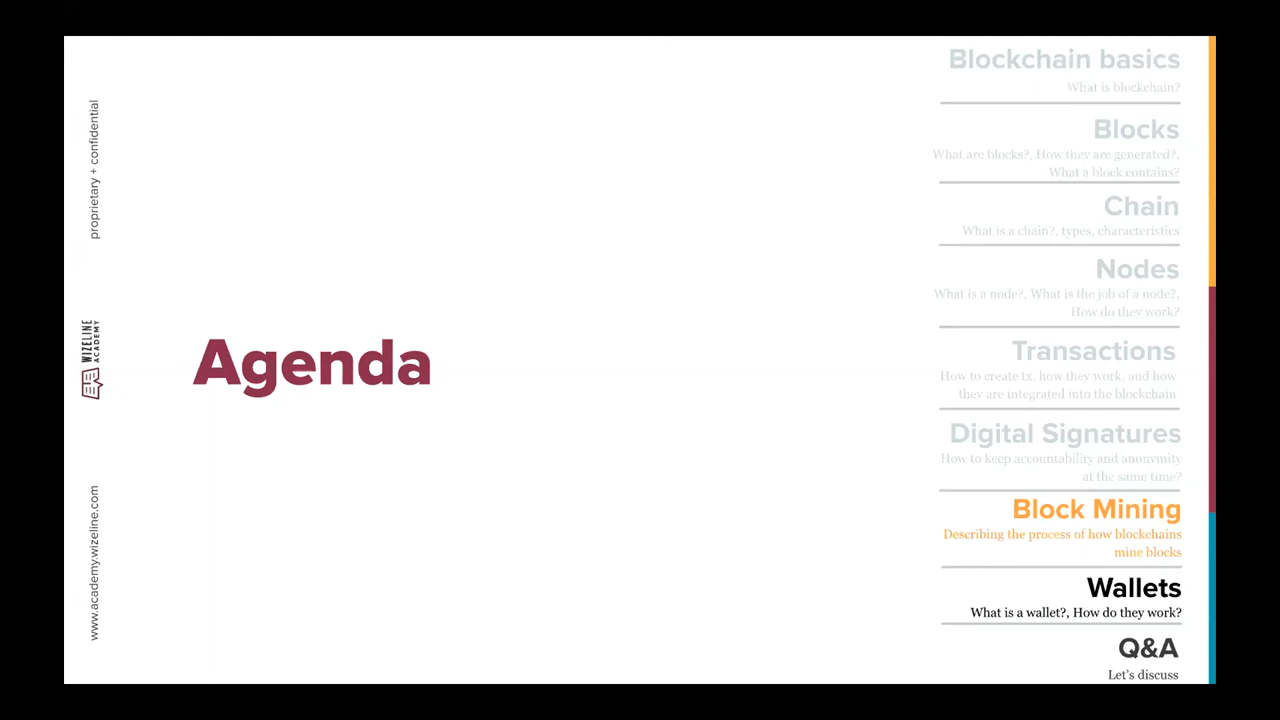 proprietary + confidential
WIZELINE
ACADEMY
www.academy.wizeline.com
Agenda
Blockchain basics
What is blockchain?
Blocks
What are blocks?, How they are generated?,
What a block contains?
Chain
What is a chain?, types, characteristics
Nodes
What is a node?, What is the job of a node?,
How do they work?
Transactions
How to create tx, how they work, and how
they are integrated into the blockchain
Digital Signatures
How to keep accountability and anonymity
at the same time?
Block Mining
Describing the process of how blockchains
mine blocks
Wallets
What is a wallet?, How do they work?
Q&A
Let's discuss